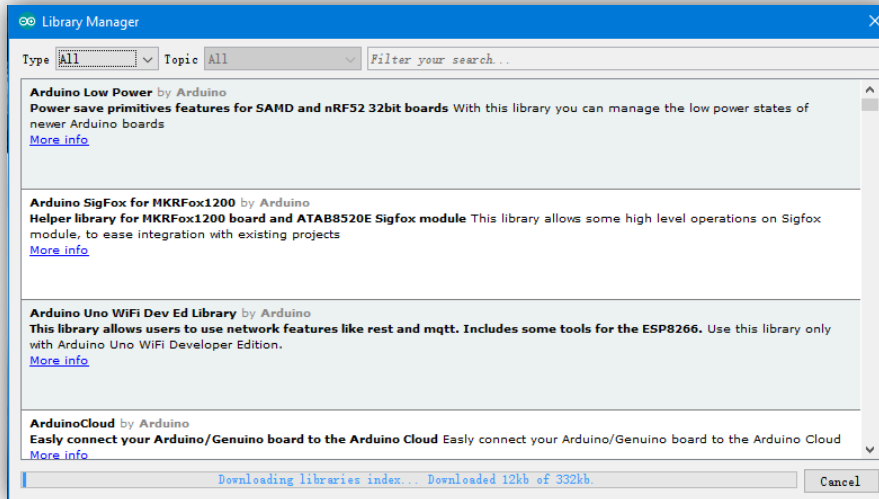 Library Manager
Type All Topic All Filter your search...
Arduino Low Power by Arduino
Power save primitives features for SAMD and nRF52 32bit boards With this library you can manage the low power states of
newer Arduino boards
More info
Arduino SigFox for MKRFox1200 by Arduino
Helper library for MKRFox1200 board and ATAB8520E Sigfox module This library allows some high level operations on Sigfox
module, to ease integration with existing projects
More info
Arduino Uno WiFi Dev Ed Library by Arduino
This library allows users to use network features like rest and mqtt. Includes some tools for the ESP8266. Use this library only
with Arduino Uno WiFi Developer Edition.
More info
ArduinoCloud by Arduino
Easly connect your Arduino/Genuino board to the Arduino Cloud Easly connect your Arduino/Genuino board to the Arduino Cloud
More info
Downloading libraries index... Downloaded 12kb of 332kb.
Cancel